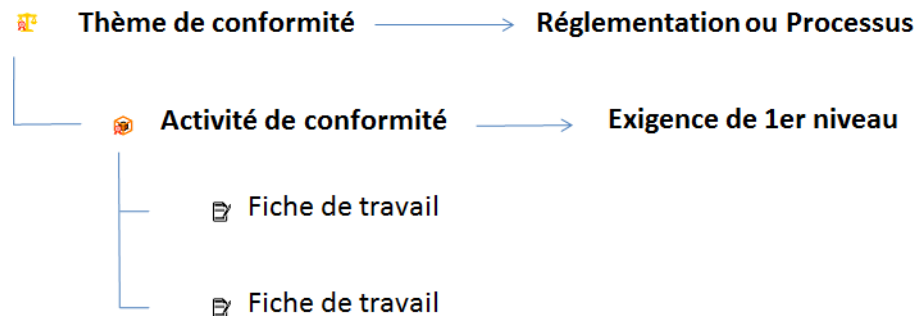 Thème de conformité Réglementation ou Processus
Activité de conformité Exigence de 1er niveau
Fiche de travail
Fiche de travail